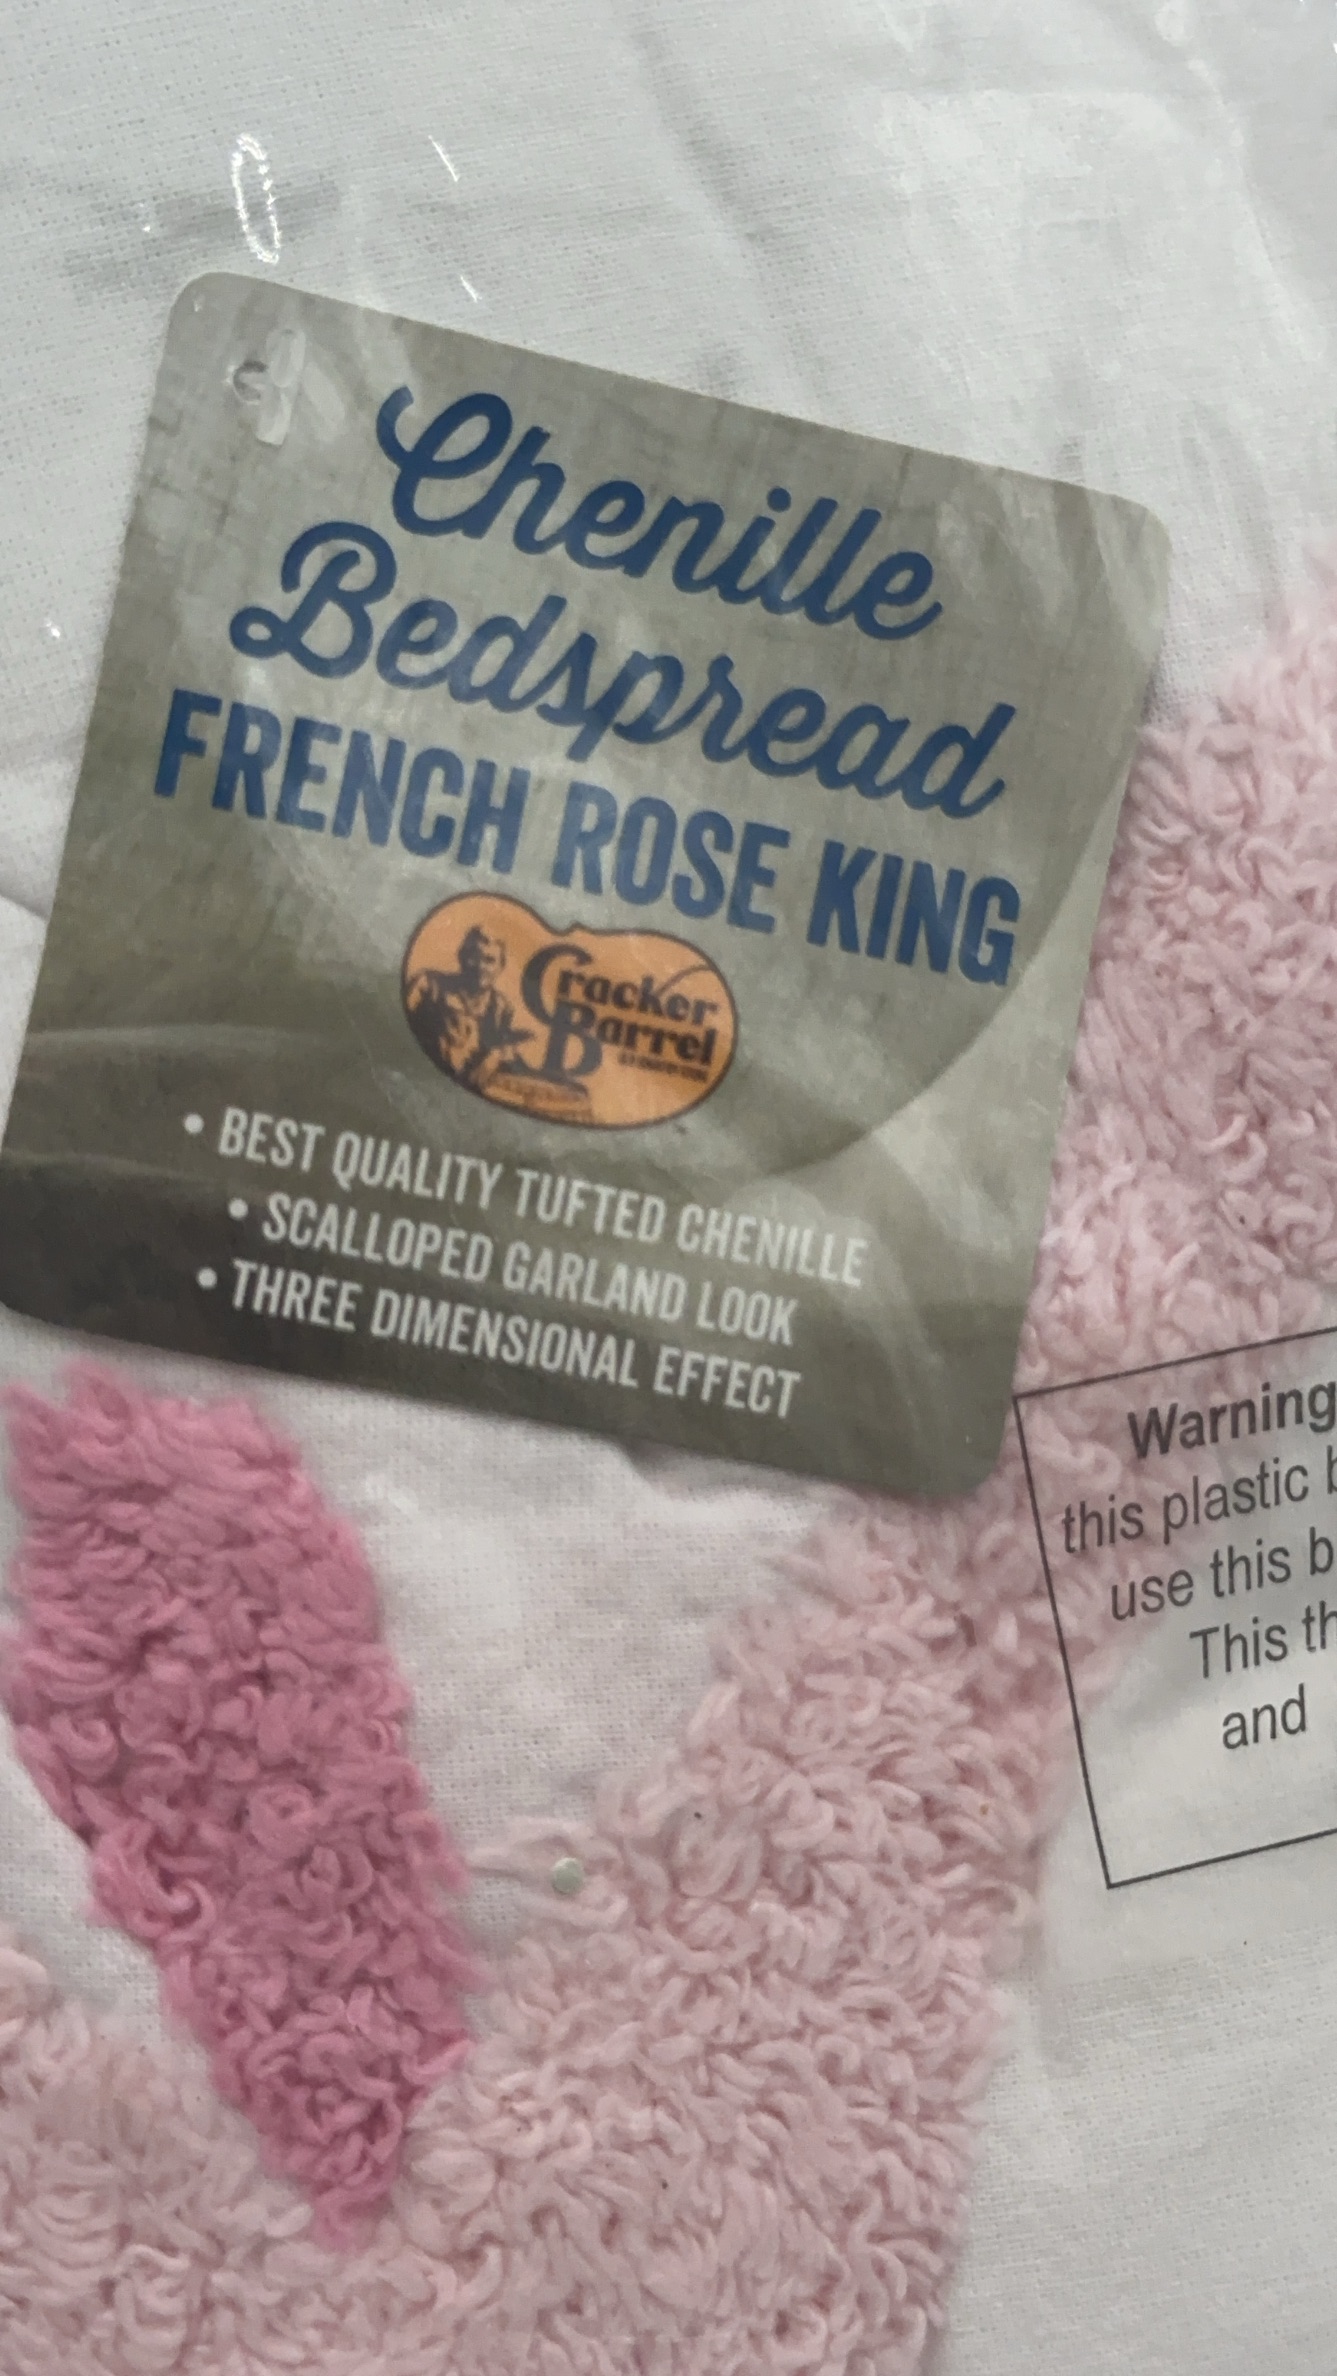 Chenille
Bedspread
FRENCH ROSE KING
Cracker
Barrel
• BEST QUALITY TUFTED CHENILLE
• SCALLOPED GARLAND LOOK
• THREE DIMENSIONAL EFFECT
Warning
this plastic b
use this b
This th
and